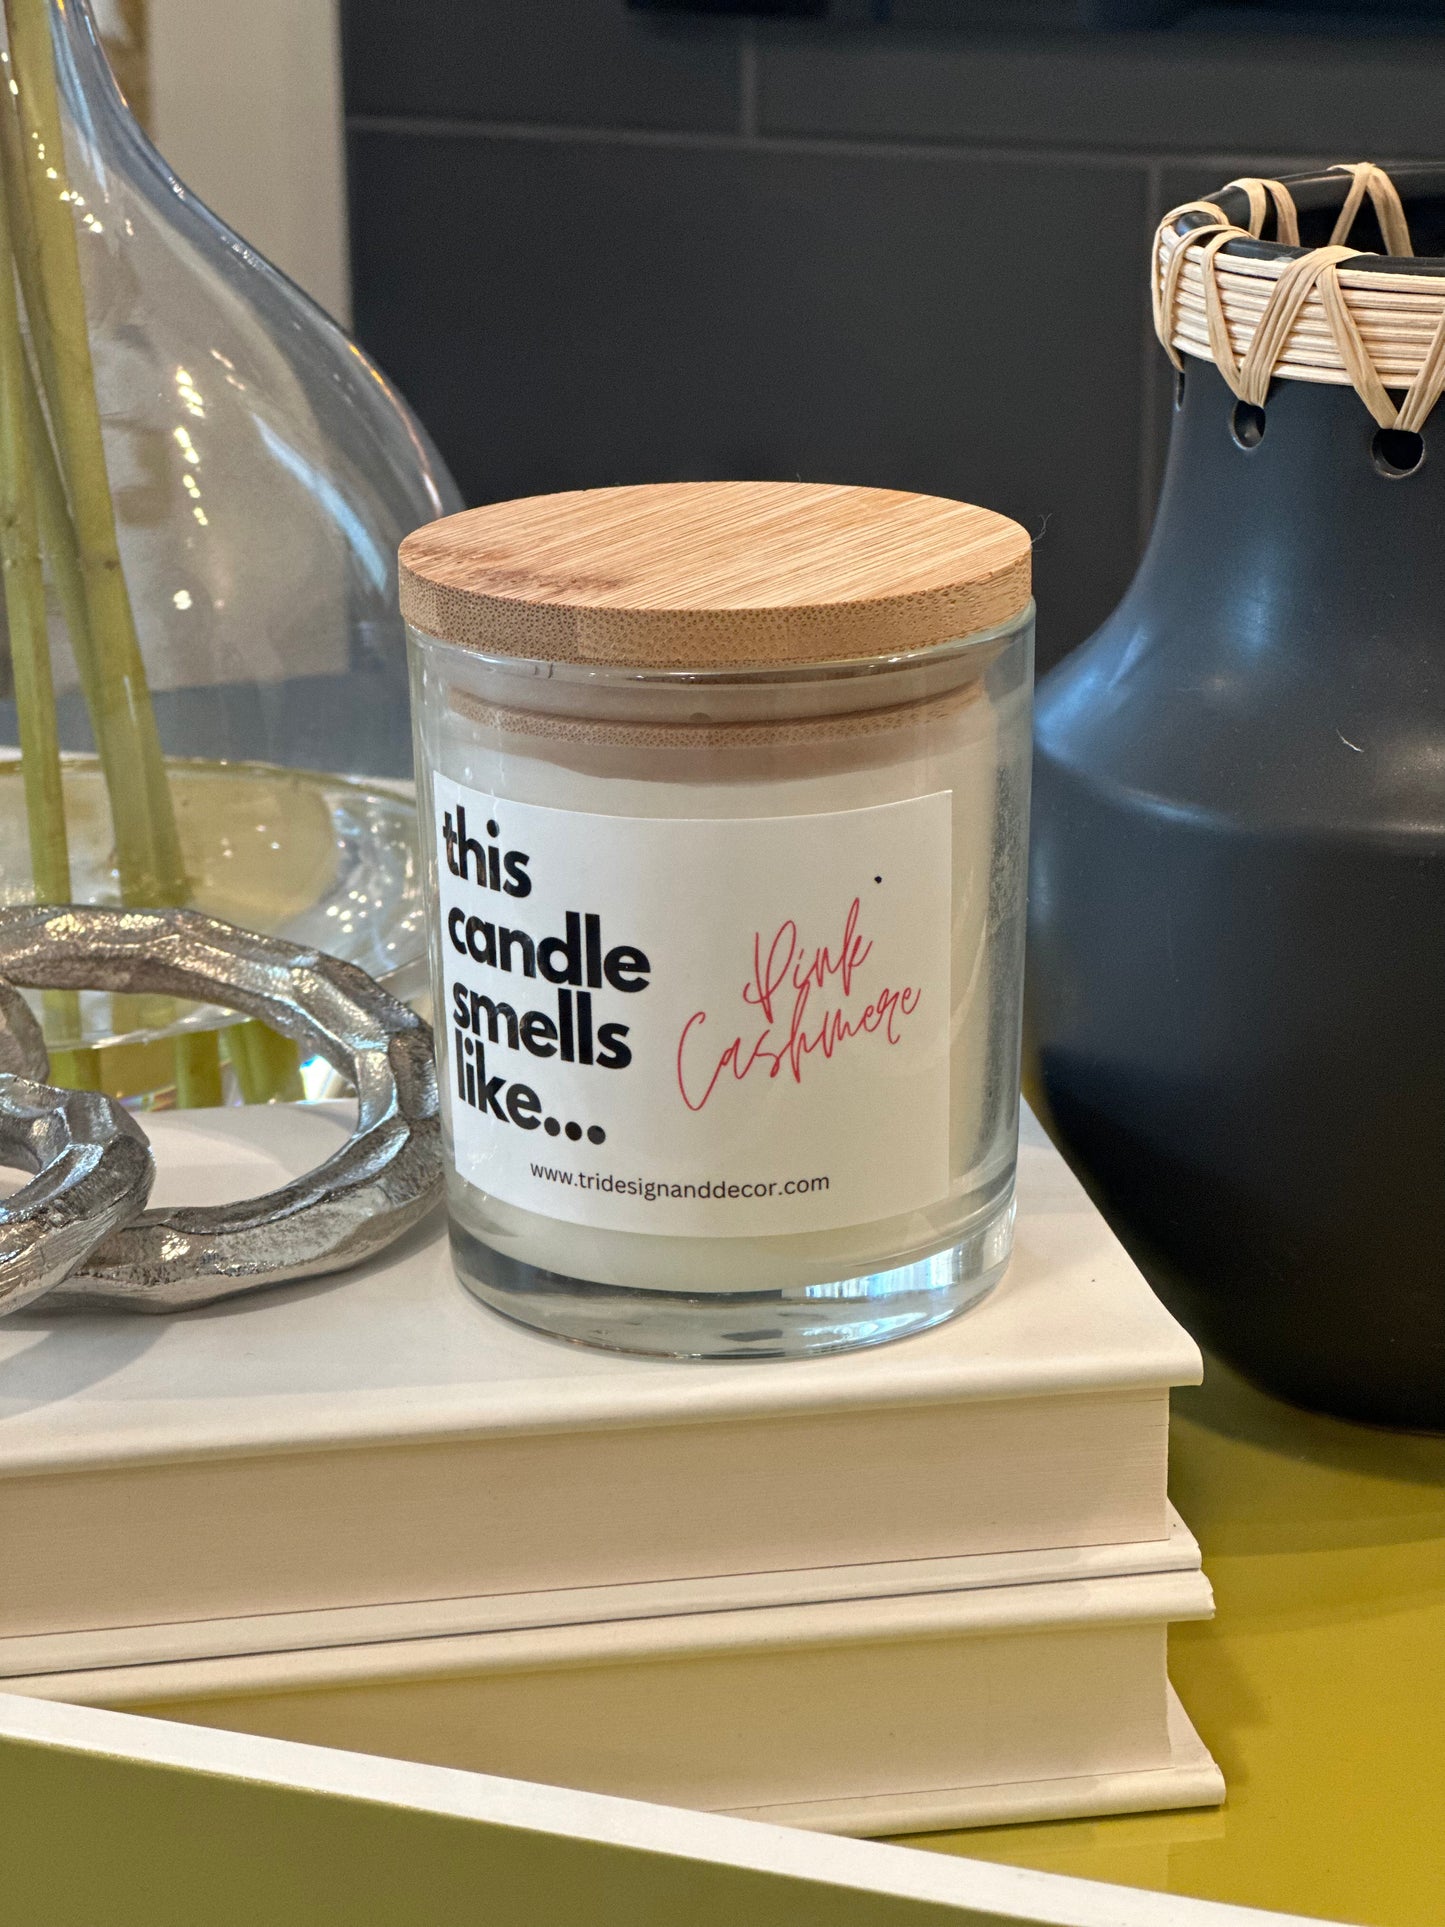 this
candle
smells
like...
Pink
Cashmere
www.tridesignanddecor.com